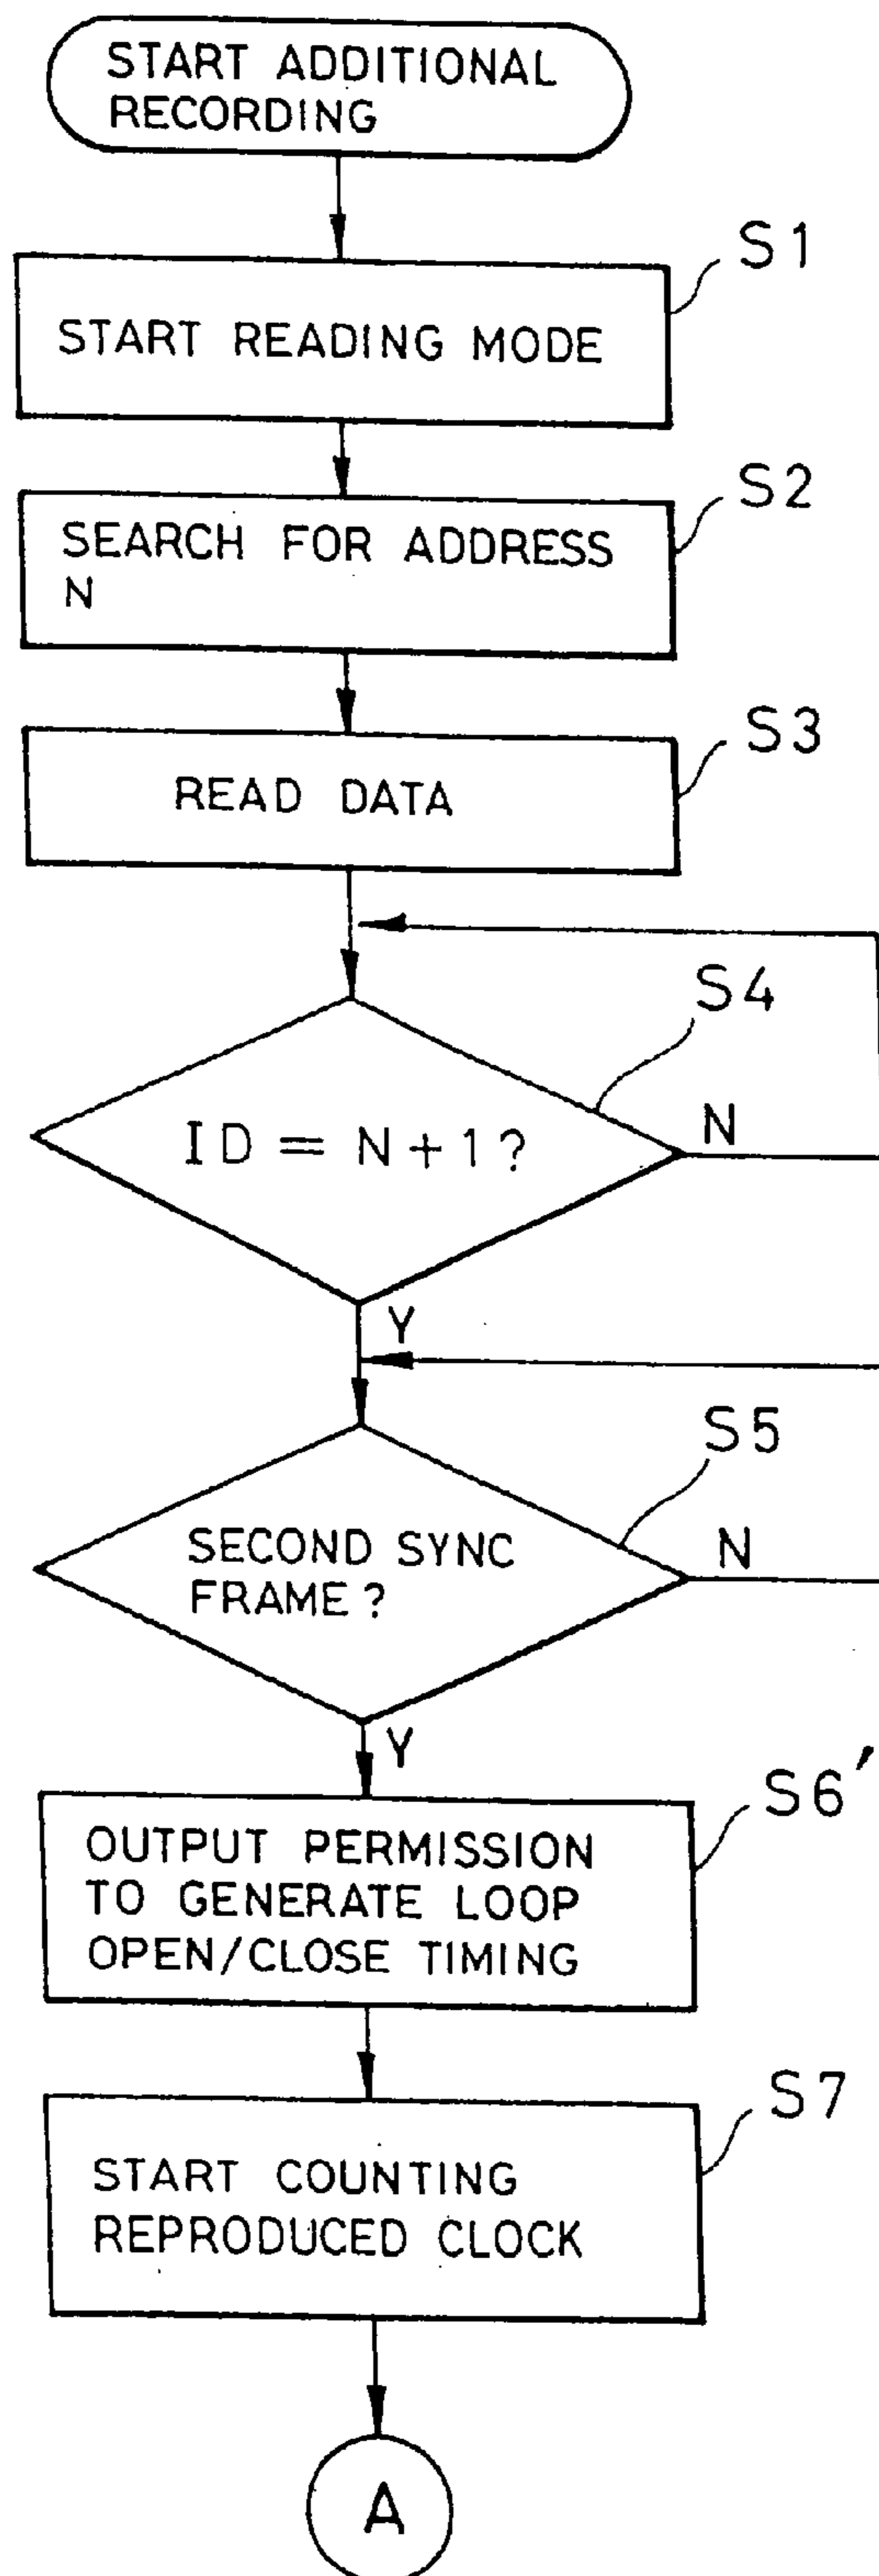 START ADDITIONAL
RECORDING
S1
START READING MODE
S2
SEARCH FOR ADDRESS
N
S3
READ DATA
S4
ID = N+1?
N
Y
S5
SECOND SYNC
FRAME?
N
Y
S6'
OUTPUT PERMISSION
TO GENERATE LOOP
OPEN/CLOSE TIMING
S7
START COUNTING
REPRODUCED CLOCK
A